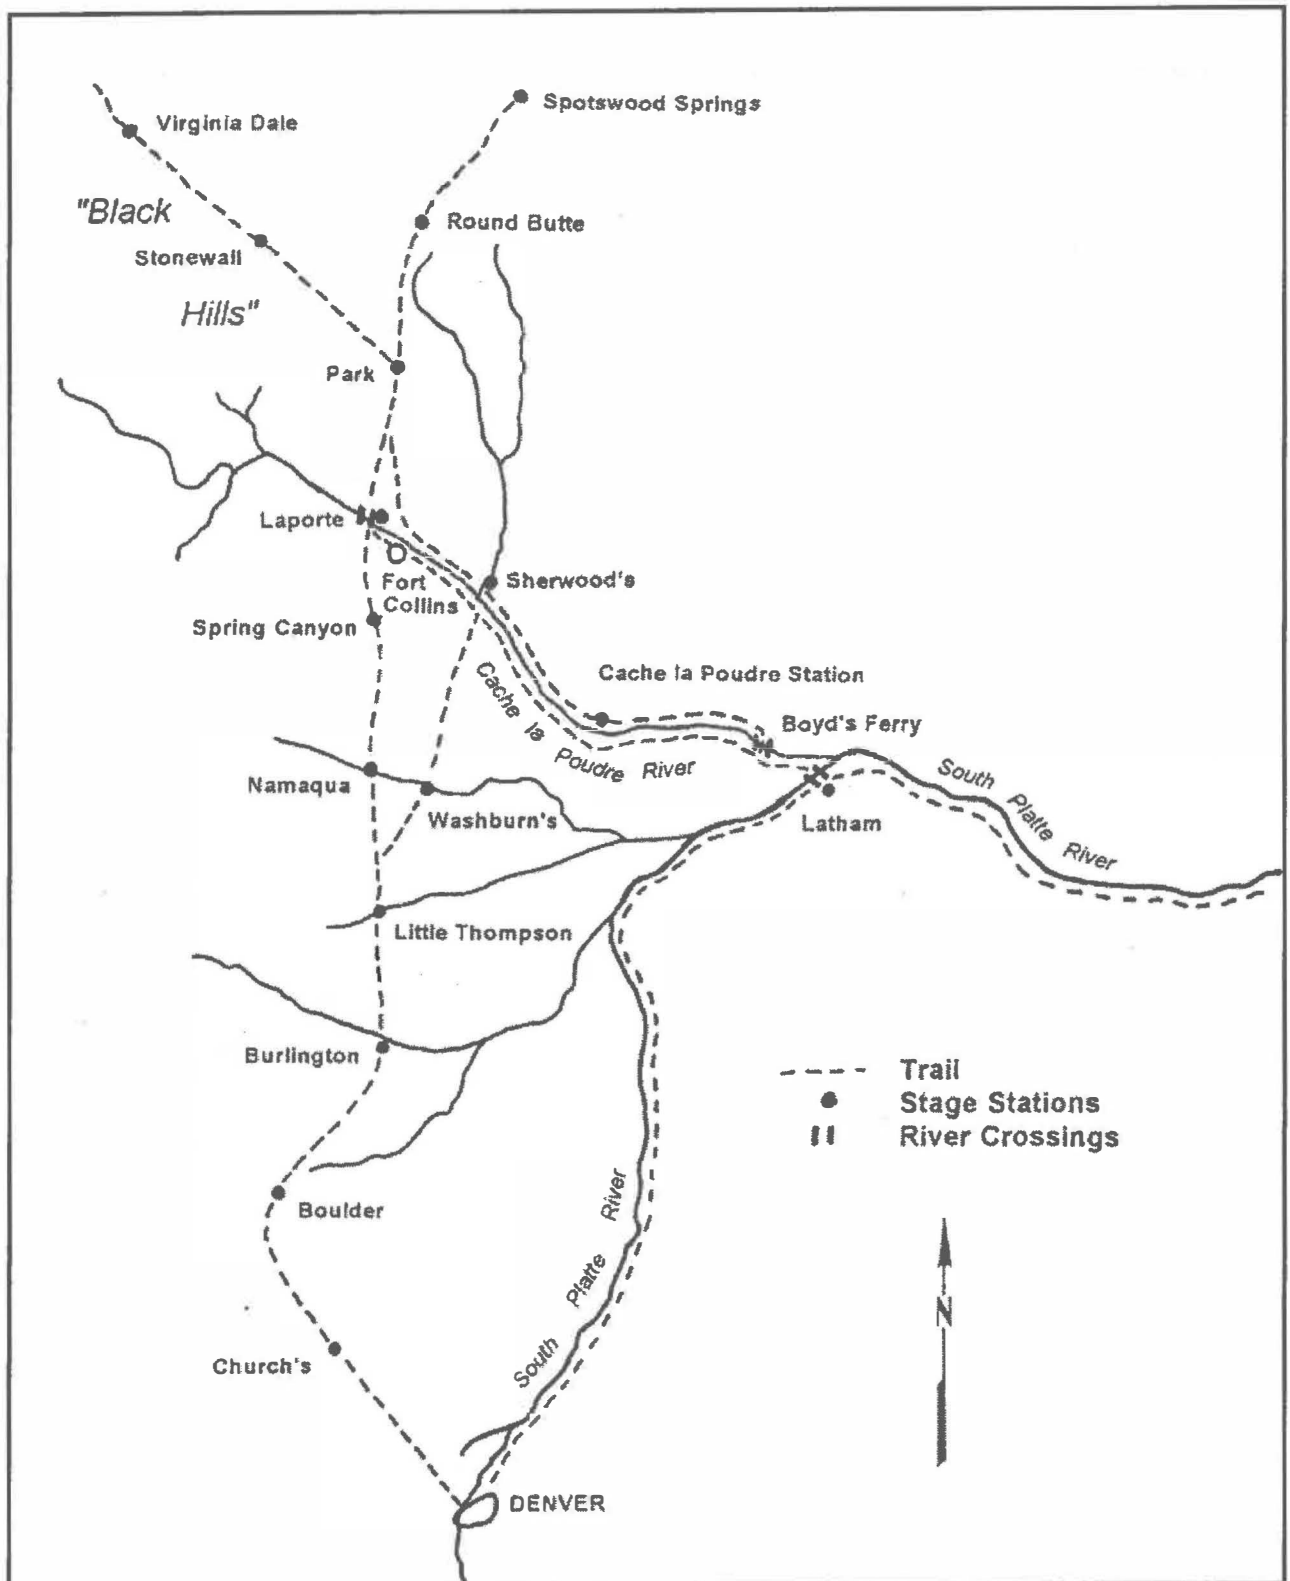 Spotswood Springs
Virginia Dale
"Black
Round Butte
Stonewall
Hills"
Park
Laporte
Fort
Collins
Sherwood's
Spring Canyon
Cache la Poudre Station
Cache la Poudre River
Boyd's Ferry
South Platte River
Namaqua
Washburn's
Latham
Little Thompson
Burlington
Trail
Stage Stations
River Crossings
Boulder
South Platte River
N
Church's
DENVER